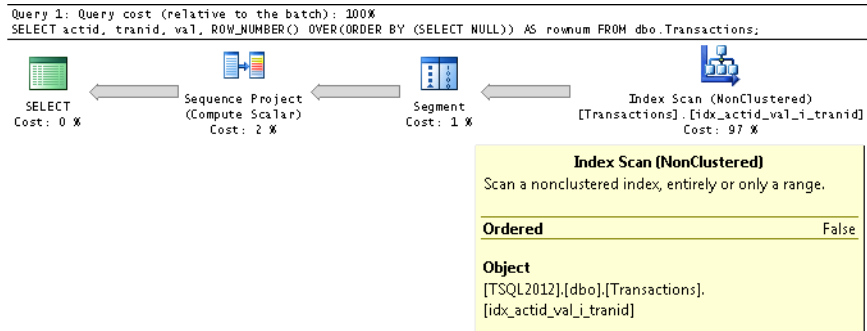 Query 1: Query cost (relative to the batch): 100%
SELECT actid, tranid, val, ROW_NUMBER() OVER(ORDER BY (SELECT NULL)) AS rownum FROM dbo.Transactions;
SELECT
Cost: 0 %
Sequence Project
(Compute Scalar)
Cost: 2 %
Segment
Cost: 1 %
Index Scan (NonClustered)
[Transactions].[idx_actid_val_i_tranid]
Cost: 97 %
Index Scan (NonClustered)
Scan a nonclustered index, entirely or only a range.
Ordered False
Object
[TSQL2012].[dbo].[Transactions].
[idx_actid_val_i_tranid]